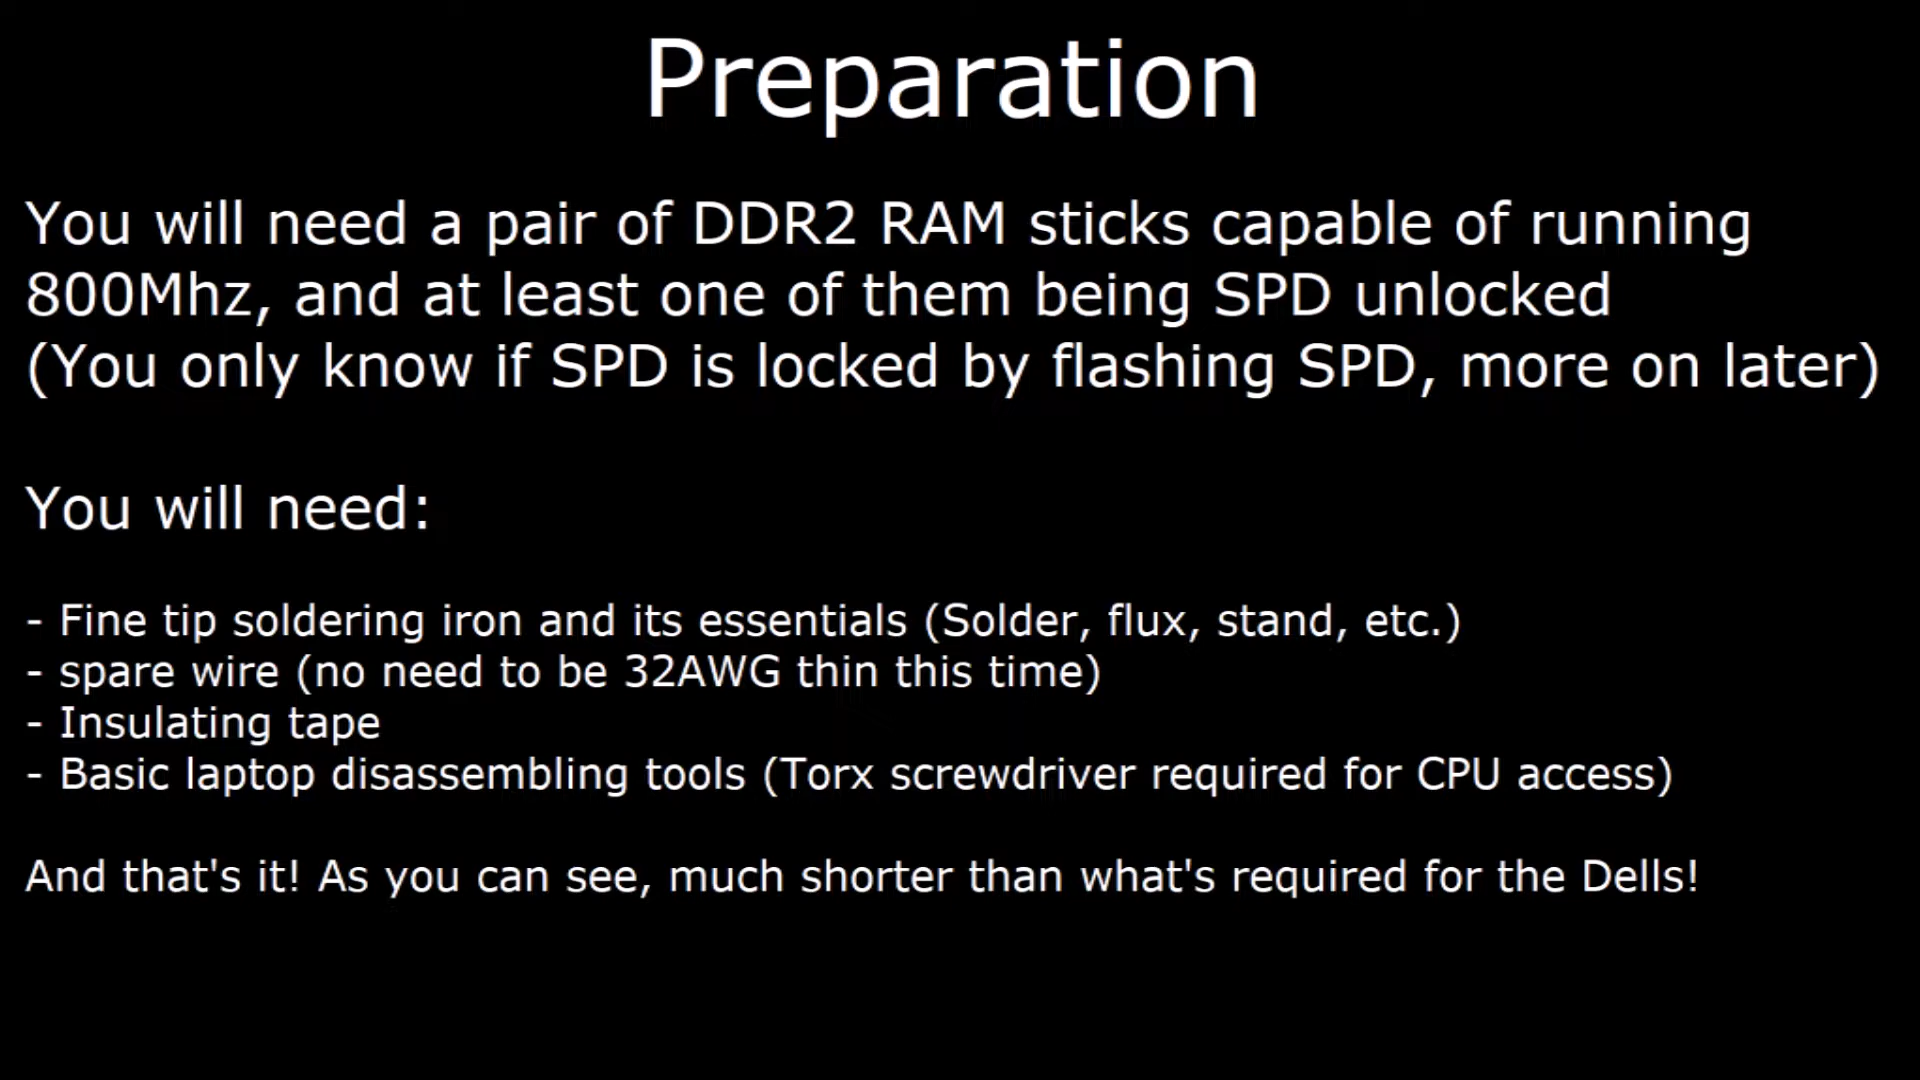 Preparation
You will need a pair of DDR2 RAM sticks capable of running
800Mhz, and at least one of them being SPD unlocked
(You only know if SPD is locked by flashing SPD, more on later)
You will need:
- Fine tip soldering iron and its essentials (Solder, flux, stand, etc.)
- spare wire (no need to be 32AWG thin this time)
- Insulating tape
- Basic laptop disassembling tools (Torx screwdriver required for CPU access)
And that's it! As you can see, much shorter than what's required for the Dells!